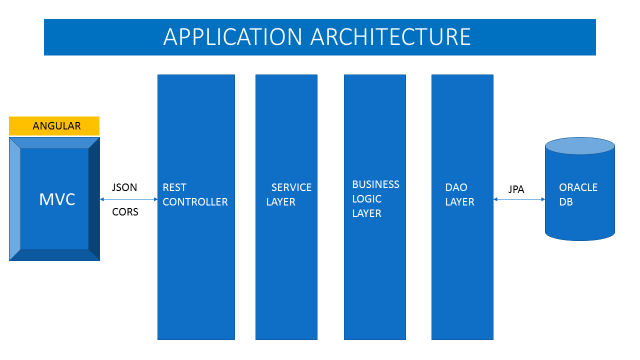 APPLICATION ARCHITECTURE
ANGULAR
MVC
JSON
CORS
REST
CONTROLLER
SERVICE
LAYER
BUSINESS
LOGIC
LAYER
DAO
LAYER
JPA
ORACLE
DB